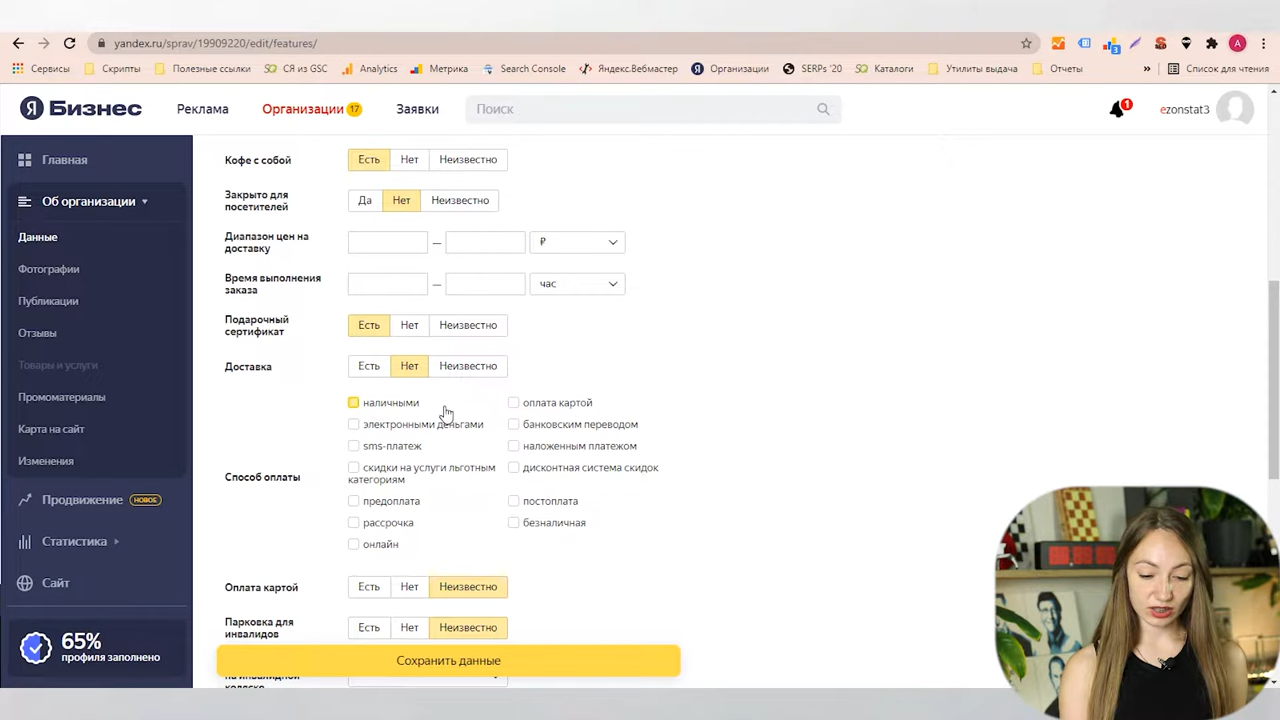 yandex.ru/sprav/19909220/edit/features/
3
A
Сервисы Скрипты Полезные ссылки СЯ из GSC Analytics Метрика Search Console Яндекс.Вебмастер Организации SERPs '20 Каталоги Утилиты выдача Отчеты » Список для чтения
Я Бизнес Реклама Организации 17 Заявки Поиск 1 ezonstat3
Главная
Об организации
Данные
Фотографии
Публикации
Отзывы
Товары и услуги
Промоматериалы
Карта на сайт
Изменения
Продвижение НОВОЕ
Статистика
Сайт
65%
профиля заполнено
Кофе с собой Есть Нет Неизвестно
Закрыто для
посетителей Да Нет Неизвестно
Диапазон цен на
доставку — ₽
Время выполнения
заказа — час
Подарочный
сертификат Есть Нет Неизвестно
Доставка Есть Нет Неизвестно
Способ оплаты
наличными оплата картой
электронными деньгами банковским переводом
sms-платеж наложенным платежом
скидки на услуги льготным дисконтная система скидок
категориям
предоплата постоплата
рассрочка безналичная
онлайн
Оплата картой Есть Нет Неизвестно
Парковка для
инвалидов Есть Нет Неизвестно
Сохранить данные
на инвалидной
коляске